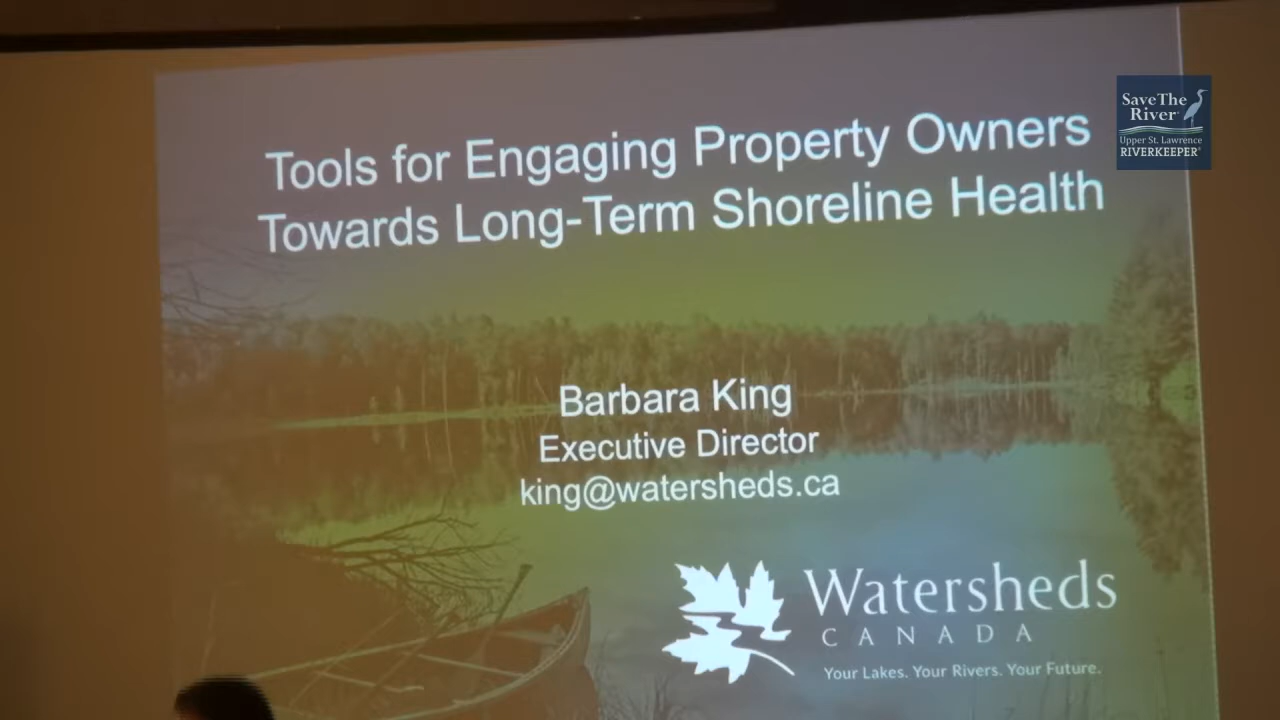 Tools for Engaging Property Owners
Towards Long-Term Shoreline Health
Barbara King
Executive Director
king@watersheds.ca
Watersheds
CANADA
Your Lakes. Your Rivers. Your Future.
Save The
River
Upper St. Lawrence
RIVERKEEPER®